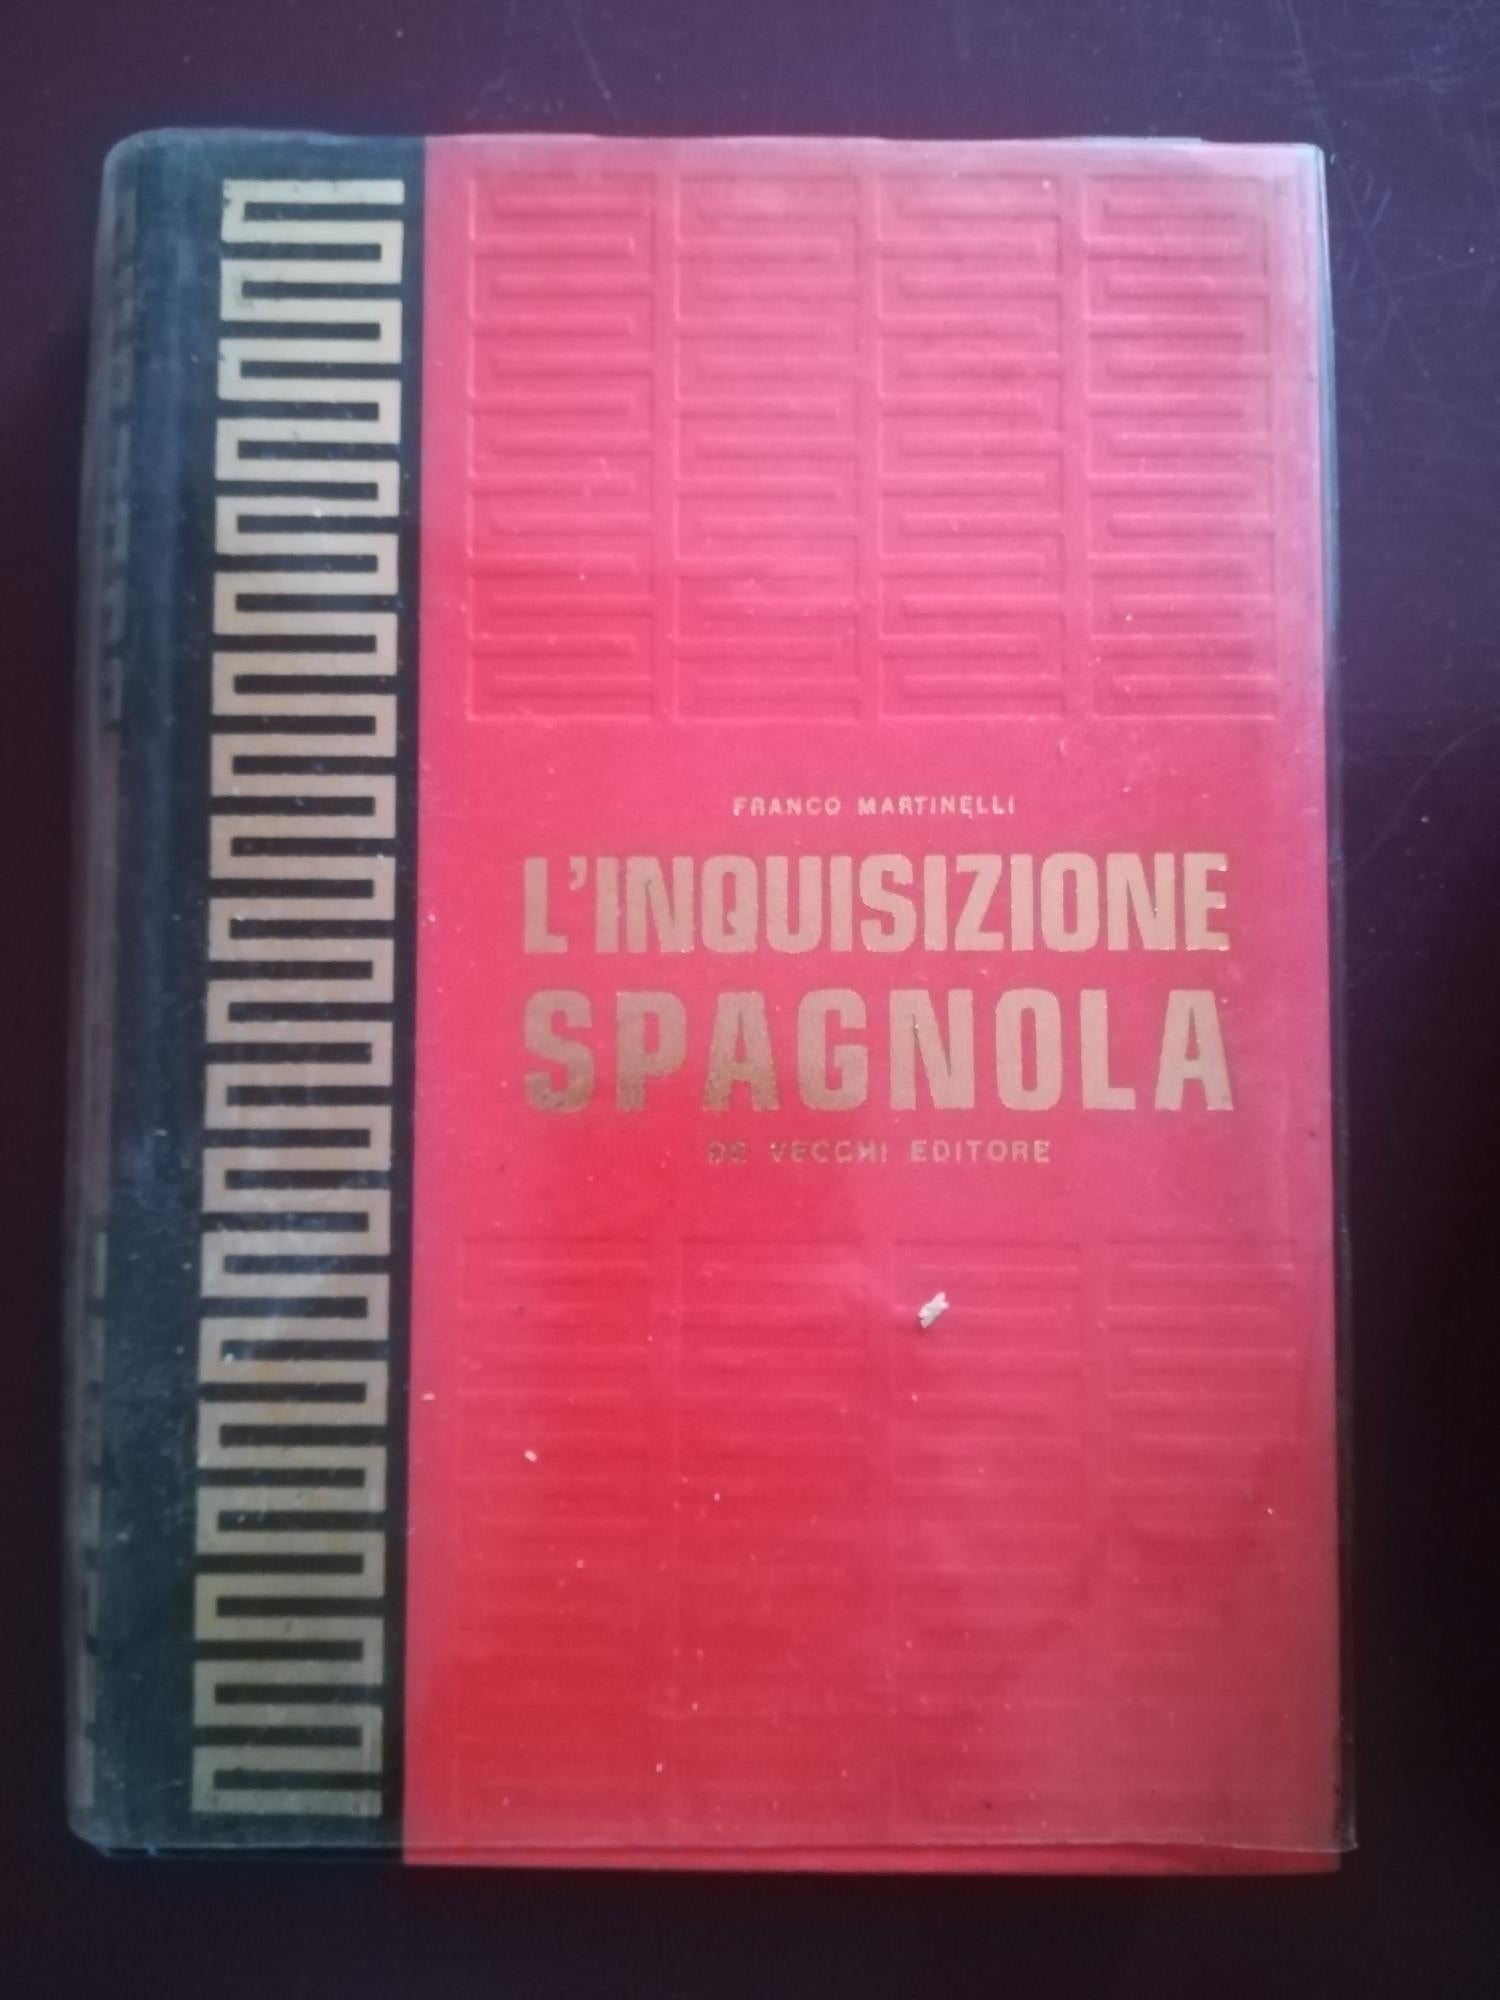 FRANCO MARTINELLI
L'INQUISIZIONE
SPAGNOLA
DE VECCHI EDITORE